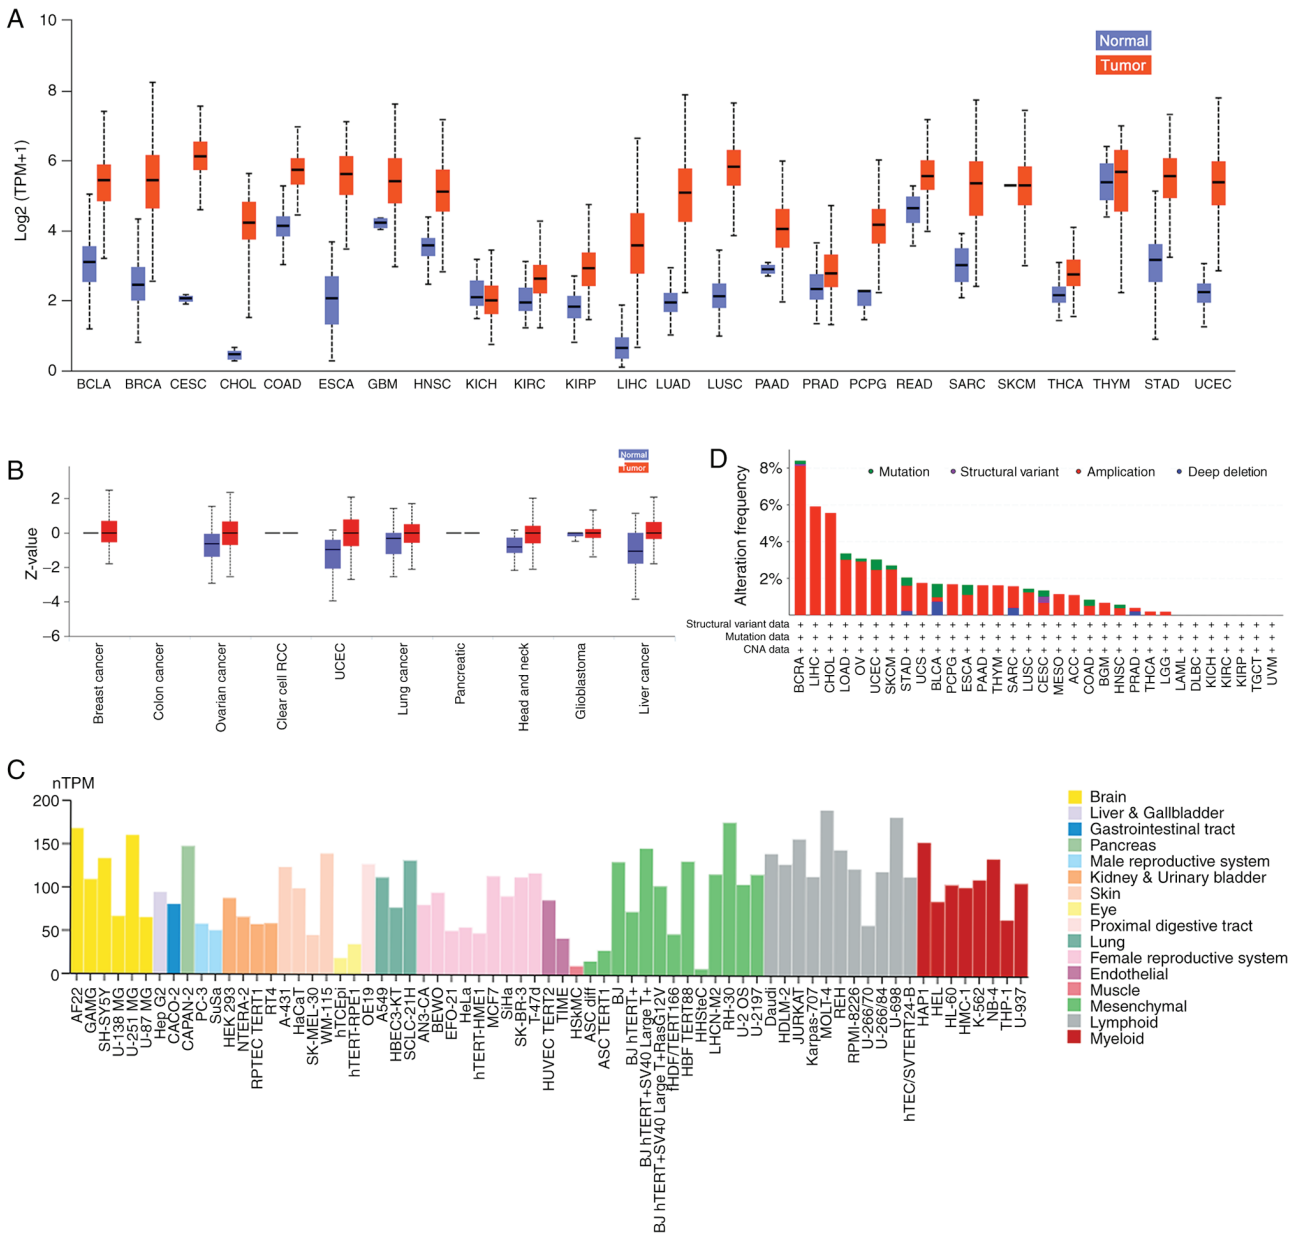 A
Log2 (TPM+1)
10
8
6
4
2
0
Normal
Tumor
BCLA BRCA CESC CHOL COAD ESCA GBM HNSC KICH KIRC KIRP LIHC LUAD LUSC PAAD PRAD PCPG READ SARC SKCM THCA THYM STAD UCEC
B
Z-value
2
0
−2
−4
−6
Normal
Tumor
Breast cancer
Colon cancer
Ovarian cancer
Clear cell RCC
UCEC
Lung cancer
Pancreatic
Head and neck
Glioblastoma
Liver cancer
D
Alteration frequency
8%
6%
4%
2%
Mutation
Structural variant
Amplication
Deep deletion
Structural variant data + + + + + + + + + + + + + + + + + + + + + + + + + + + + + + + +
Mutation data + + + + + + + + + + + + + + + + + + + + + + + + + + + + + + + +
CNA data + + + + + + + + + + + + + + + + + + + + + + + + + + + + + + + +
BCRA
LIHC
CHOL
LOAD
OV
UCEC
SKCM
STAD
UCS
BLCA
PCPG
ESCA
PAAD
THYM
SARC
LUSC
CESC
MESO
ACC
COAD
BGM
HNSC
PRAD
THCA
LGG
LAML
DLBC
KICH
KIRC
KIRP
TGCT
UVM
C
nTPM
200
150
100
50
0
AF22
GAMG
SH-SY5Y
U-138 MG
U-251 MG
U-87 MG
Hep G2
CACO-2
CAPAN-2
PC-3
SuSa
HEK 293
NTERA-2
RPTEC TERT1
RT4
A-431
HaCaT
SK-MEL-30
WM-115
hTCEpi
hTERT-RPE1
OE19
A549
HBEC3-KT
SCLC-21H
AN3-CA
BEWO
EFO-21
HeLa
hTERT-HME1
MCF7
SiHa
SK-BR-3
T-47d
HUVEC TERT2
TIME
HSkMC
ASC diff
ASC TERT1
BJ
BJ hTERT+
BJ hTERT+SV40 Large T+
BJ hTERT+SV40 Large T+RasG12V
fHDF/TERT166
HBF TERT88
HHSteC
LHCN-M2
RH-30
U-2 OS
U-2197
Daudi
HDLM-2
JURKAT
Karpas-707
MOLT-4
REH
RPMI-8226
U-266/70
U-266/84
U-698
hTEC/SVTERT24-B
HAP1
HEL
HL-60
HMC-1
K-562
NB-4
THP-1
U-937
Brain
Liver & Gallbladder
Gastrointestinal tract
Pancreas
Male reproductive system
Kidney & Urinary bladder
Skin
Eye
Proximal digestive tract
Lung
Female reproductive system
Endothelial
Muscle
Mesenchymal
Lymphoid
Myeloid